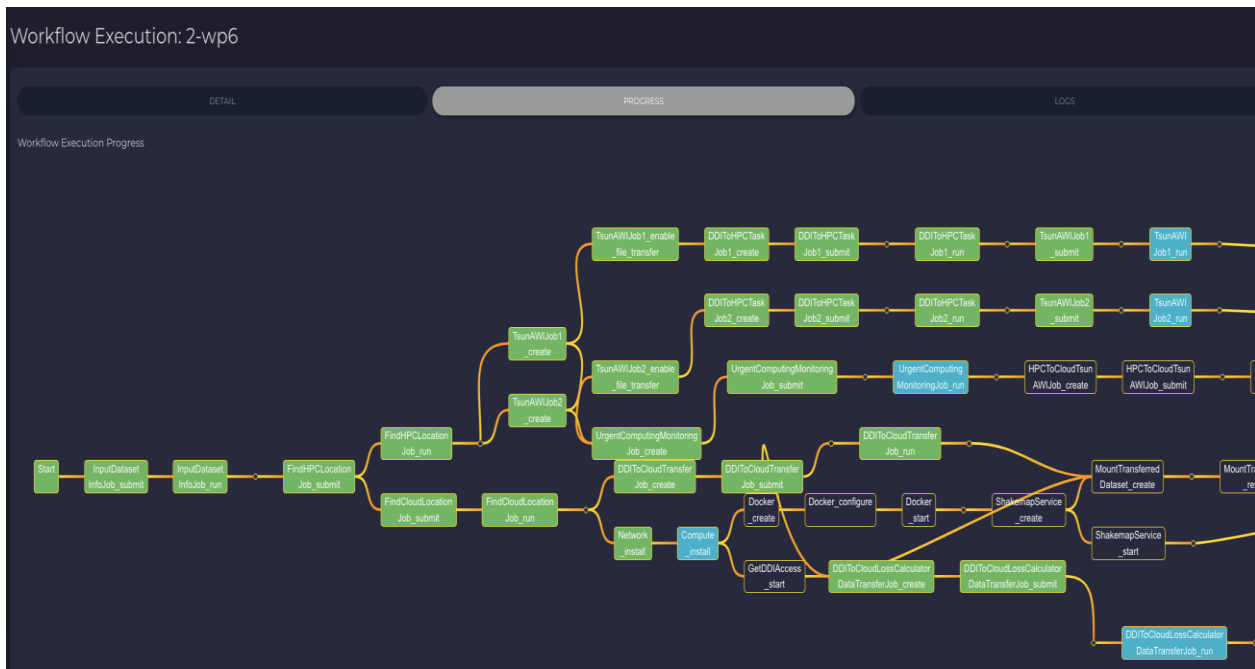 Workflow Execution: 2-wp6
DETAIL
PROGRESS
LOGS
Workflow Execution Progress
TsunAWIJob1_enable
_file_transfer
DDIToHPCTask
Job1_create
DDIToHPCTask
Job1_submit
DDIToHPCTask
Job1_run
TsunAWIJob1
_submit
TsunAWI
Job1_run
DDIToHPCTask
Job2_create
DDIToHPCTask
Job2_submit
DDIToHPCTask
Job2_run
TsunAWIJob2
_submit
TsunAWI
Job2_run
TsunAWIJob1
_create
TsunAWIJob2_enable
_file_transfer
UrgentComputingMonitoring
Job_submit
UrgentComputing
MonitoringJob_run
HPCToCloudTsun
AWIJob_create
HPCToCloudTsun
AWIJob_submit
TsunAWIJob2
_create
FindHPCLocation
Job_run
UrgentComputingMonitoring
Job_create
DDIToCloudTransfer
Job_run
Start
InputDataset
InfoJob_submit
InputDataset
InfoJob_run
FindHPCLocation
Job_submit
DDIToCloudTransfer
Job_create
DDIToCloudTransfer
Job_submit
MountTransferred
Dataset_create
MountTra
_re
FindCloudLocation
Job_submit
FindCloudLocation
Job_run
Docker
_create
Docker_configure
Docker
_start
ShakemapService
_create
Network
_install
Compute
_install
ShakemapService
_start
GetDDIAccess
_start
DDIToCloudLossCalculator
DataTransferJob_create
DDIToCloudLossCalculator
DataTransferJob_submit
DDIToCloudLossCalculator
DataTransferJob_run